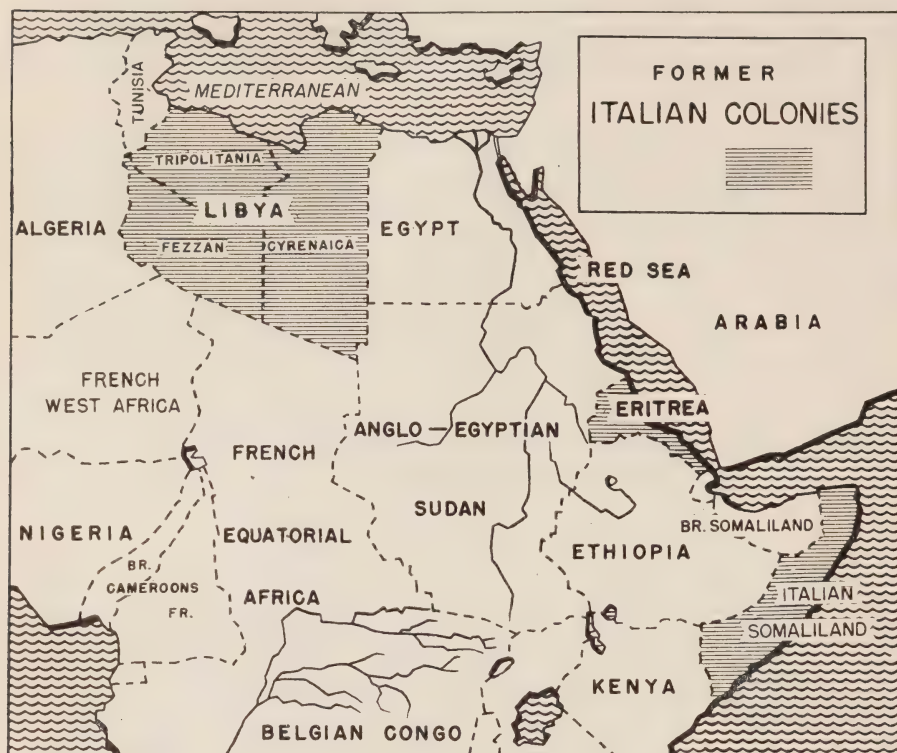 FORMER
ITALIAN COLONIES
TUNISIA
MEDITERRANEAN
TRIPOLITANIA
LIBYA
ALGERIA
FEZZAN
CYRENAICA
EGYPT
RED SEA
ARABIA
FRENCH
WEST AFRICA
ERITREA
ANGLO — EGYPTIAN
FRENCH
SUDAN
NIGERIA
EQUATORIAL
BR. SOMALILAND
ETHIOPIA
BR.
CAMEROONS
FR.
AFRICA
ITALIAN
SOMALILAND
KENYA
BELGIAN CONGO